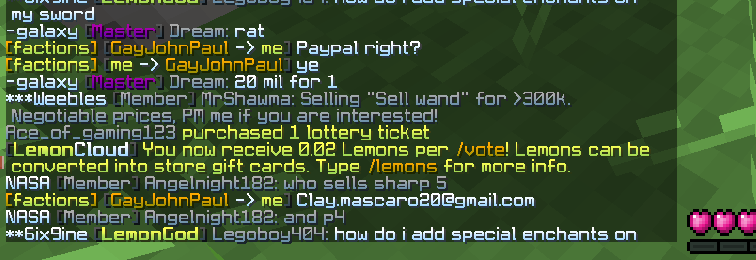 my sword
-galaxy [Master] Dream: rat
[factions] [GayJohnPaul -> me] Paypal right?
[factions] [me -> GayJohnPaul] ye
-galaxy [Master] Dream: 20 mil for 1
***Weebles [Member] MrShawma: Selling "Sell wand" for >300k.
Negotiable prices, PM me if you are interested!
Ace_of_gaming123 purchased 1 lottery ticket
[LemonCloud] You now receive 0.02 Lemons per /vote! Lemons can be
converted into store gift cards. Type /lemons for more info.
NASA [Member] Angelnight182: who sells sharp 5
[factions] [GayJohnPaul -> me] Clay.mascaro20@gmail.com
NASA [Member] Angelnight182: and p4
**6ix9ine [LemonGod] Legoboy404: how do i add special enchants on